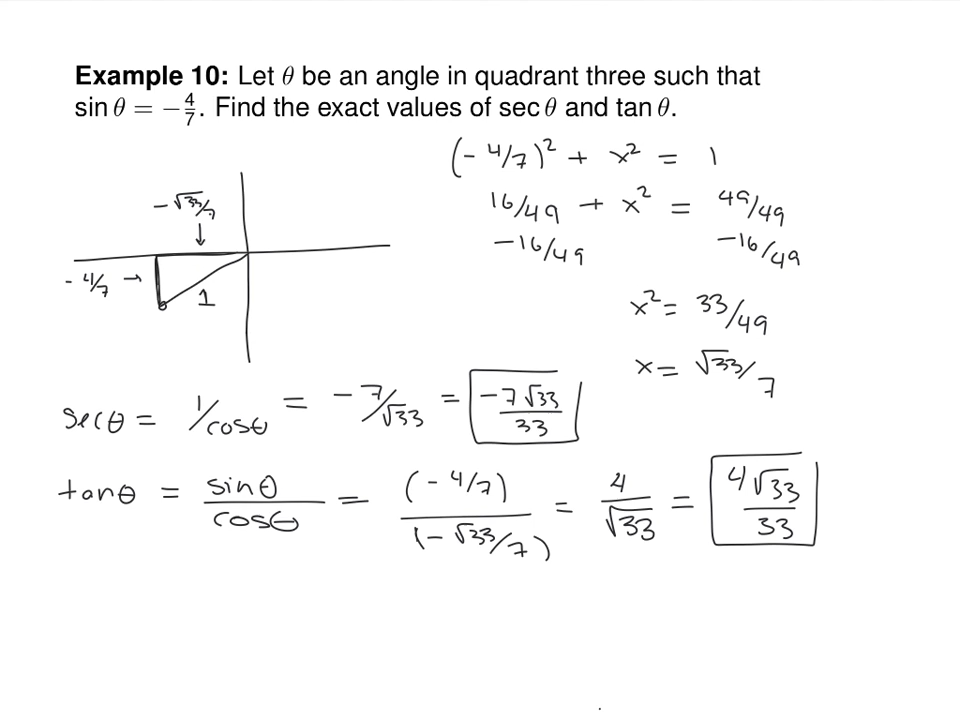 Example 10: Let θ be an angle in quadrant three such that
sin θ = −4/7. Find the exact values of sec θ and tan θ.
(- 4/7)² + x² = 1
16/49 + x² = 49/49
-16/49 -16/49
x² = 33/49
x = √33/7
-√33/7
↓
- 4/7 →
1
secθ = 1/cosθ = -7/√33 = -7√33/33
tanθ = sinθ/cosθ = (-4/7)/(-√33/7) = 4/√33 = 4√33/33